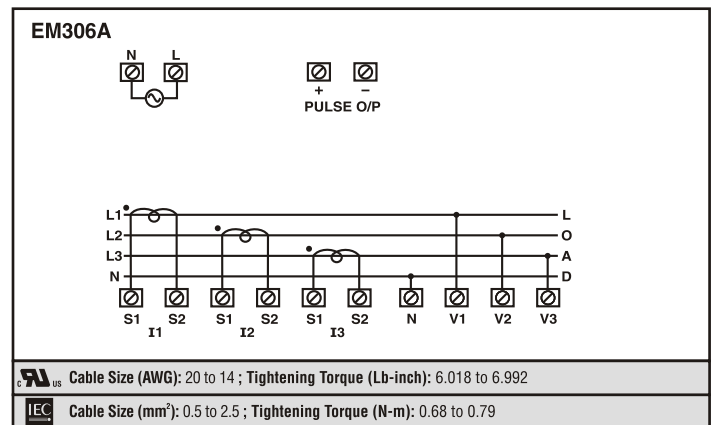 EM306A
N L
+ −
PULSE O/P
L1 L
L2 O
L3 A
N D
S1 S2 S1 S2 S1 S2 N V1 V2 V3
I1 I2 I3
c RU us Cable Size (AWG): 20 to 14 ; Tightening Torque (Lb-inch): 6.018 to 6.992
IEC Cable Size (mm²): 0.5 to 2.5 ; Tightening Torque (N-m): 0.68 to 0.79